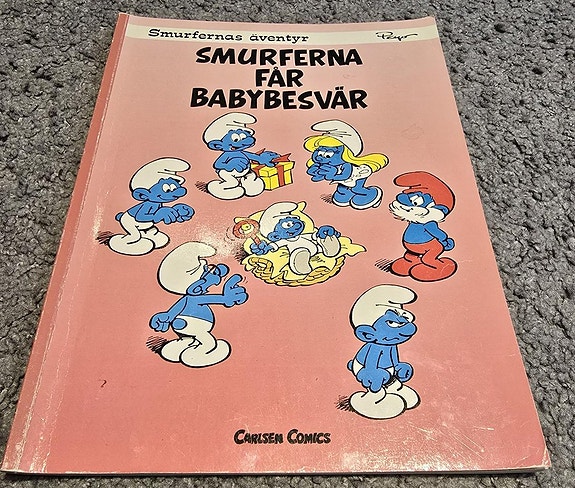 Smurfernas äventyr
Peyo
SMURFERNA
FÅR
BABYBESVÄR
CARLSEN COMICS